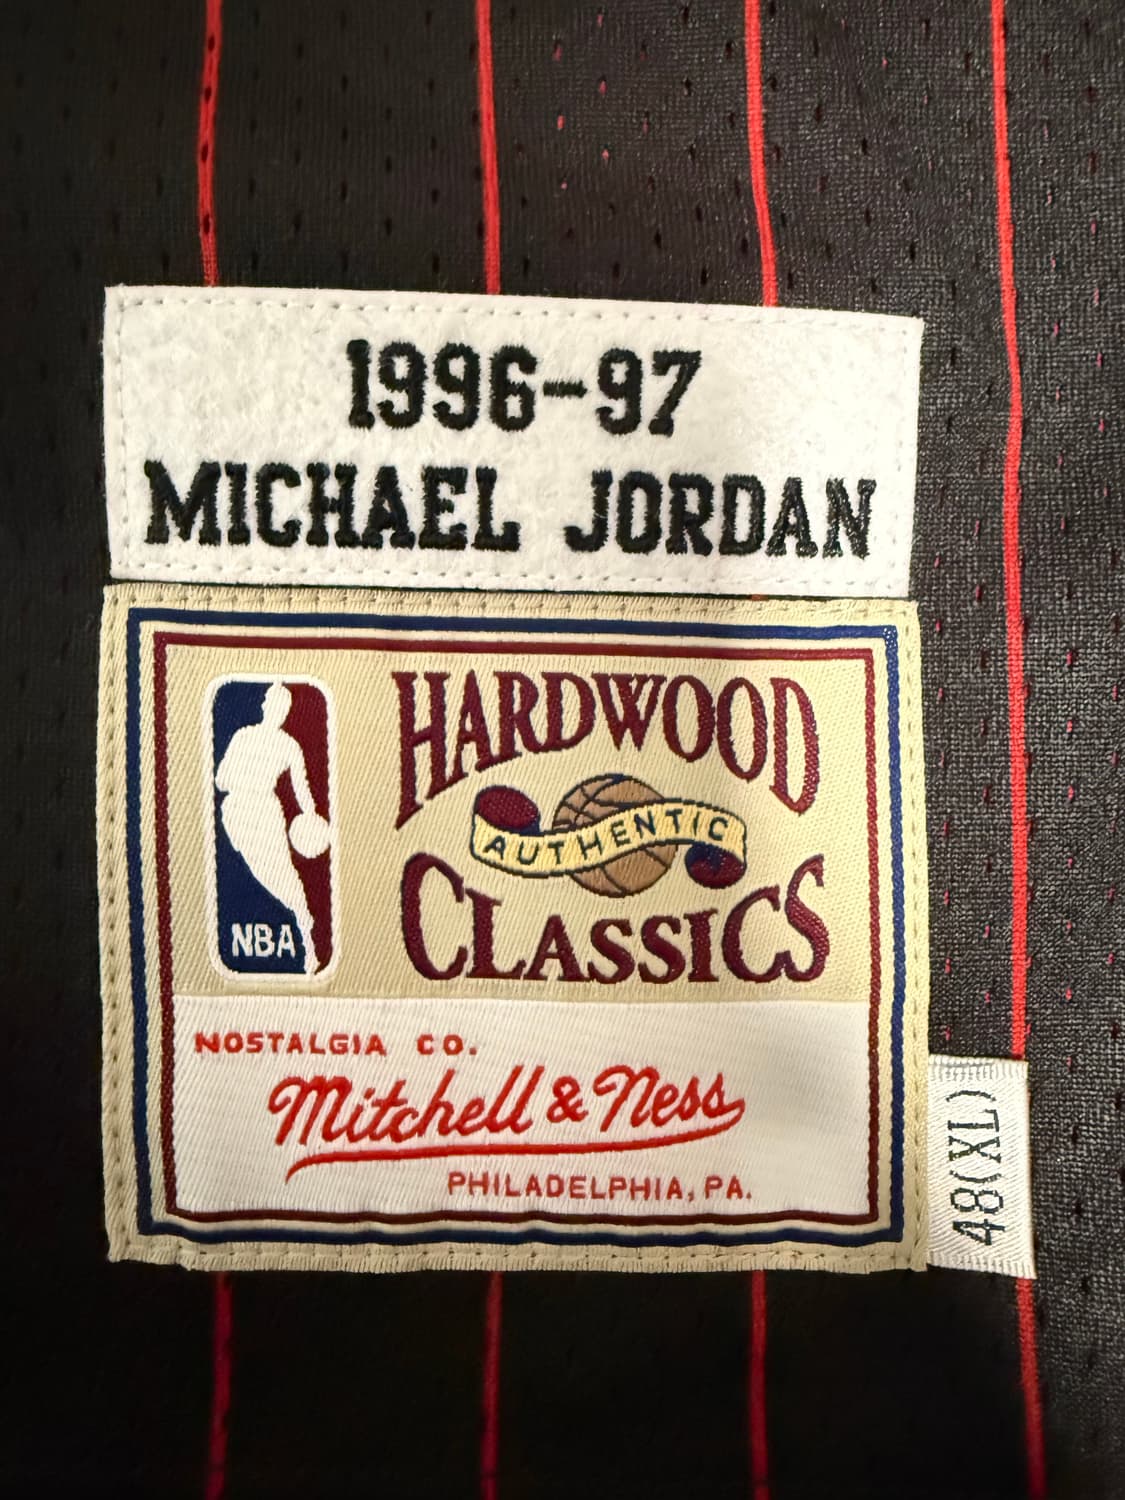 1996-97
MICHAEL JORDAN
HARDWOOD
AUTHENTIC
CLASSICS
NBA
NOSTALGIA CO.
Mitchell & Ness
PHILADELPHIA, PA.
48(XL)